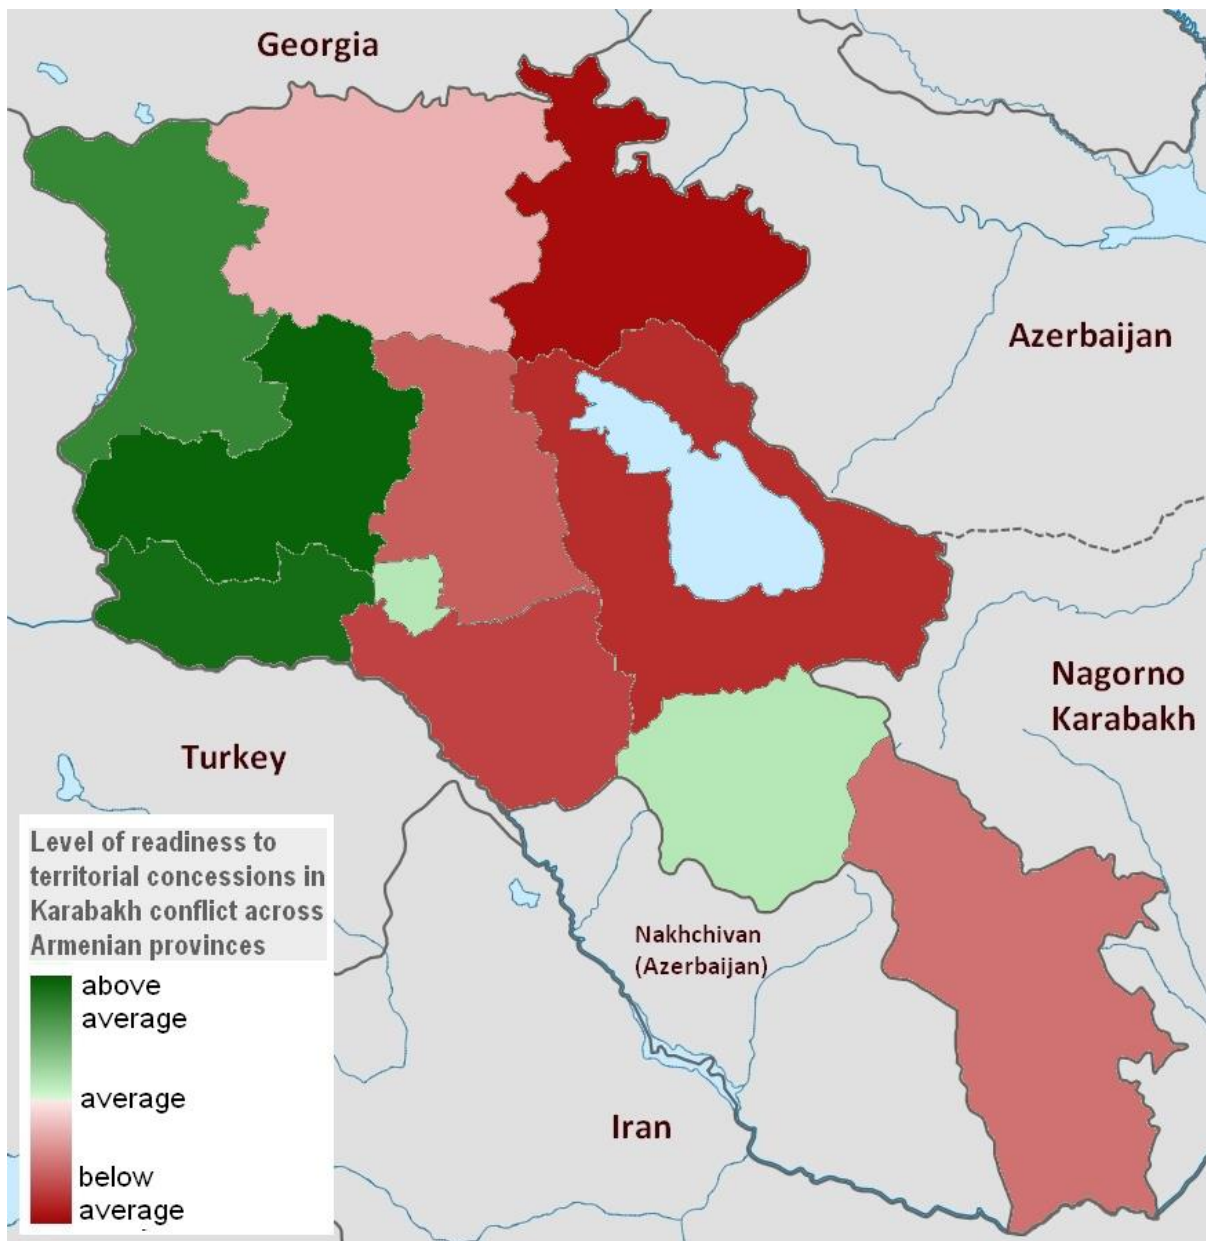 Georgia
Azerbaijan
Nagorno
Karabakh
Turkey
Level of readiness to
territorial concessions in
Karabakh conflict across
Armenian provinces
above
average
average
below
average
Nakhchivan
(Azerbaijan)
Iran